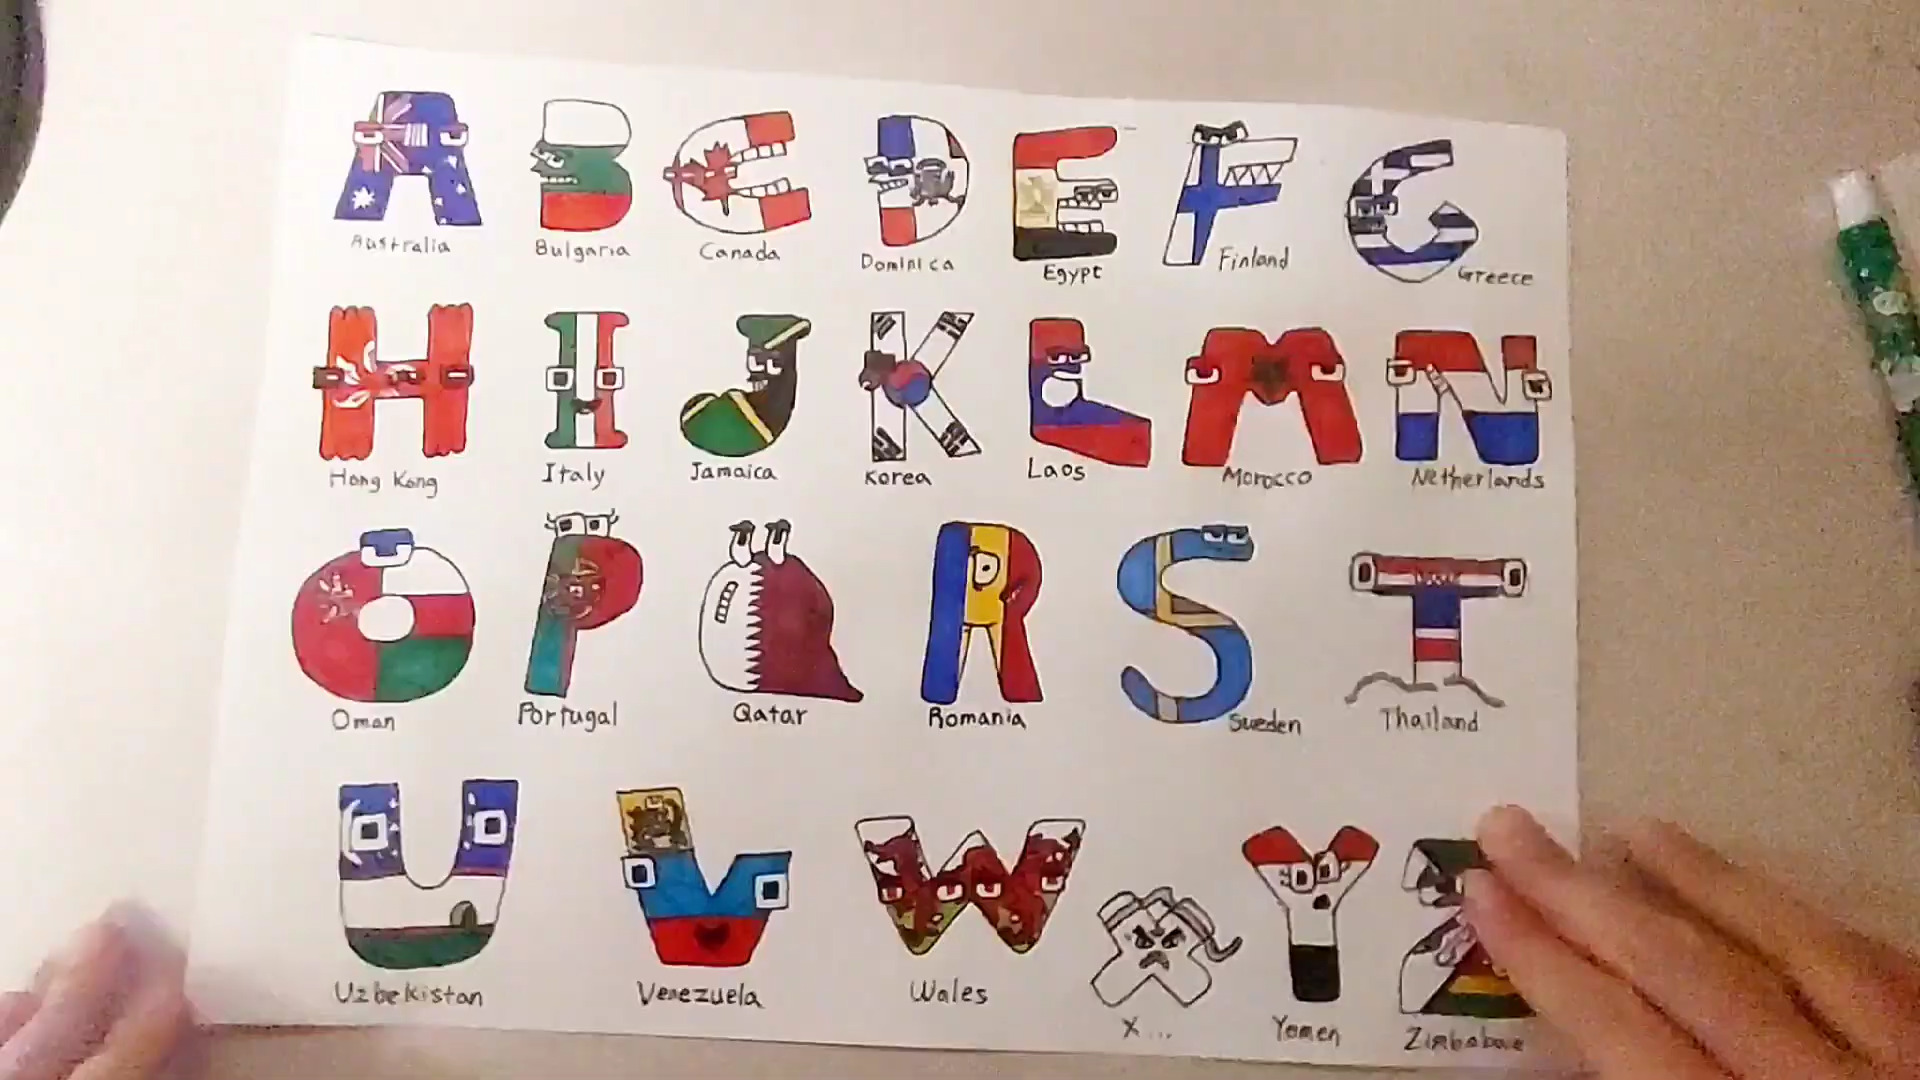 Australia
Bulgaria
Canada
Dominica
Egypt
Finland
Greece
Hong Kong
Italy
Jamaica
Korea
Laos
Morocco
Netherlands
Oman
Portugal
Qatar
Romania
Sweden
Thailand
Uzbekistan
Venezuela
Wales
X...
Yemen
Zimbabwe